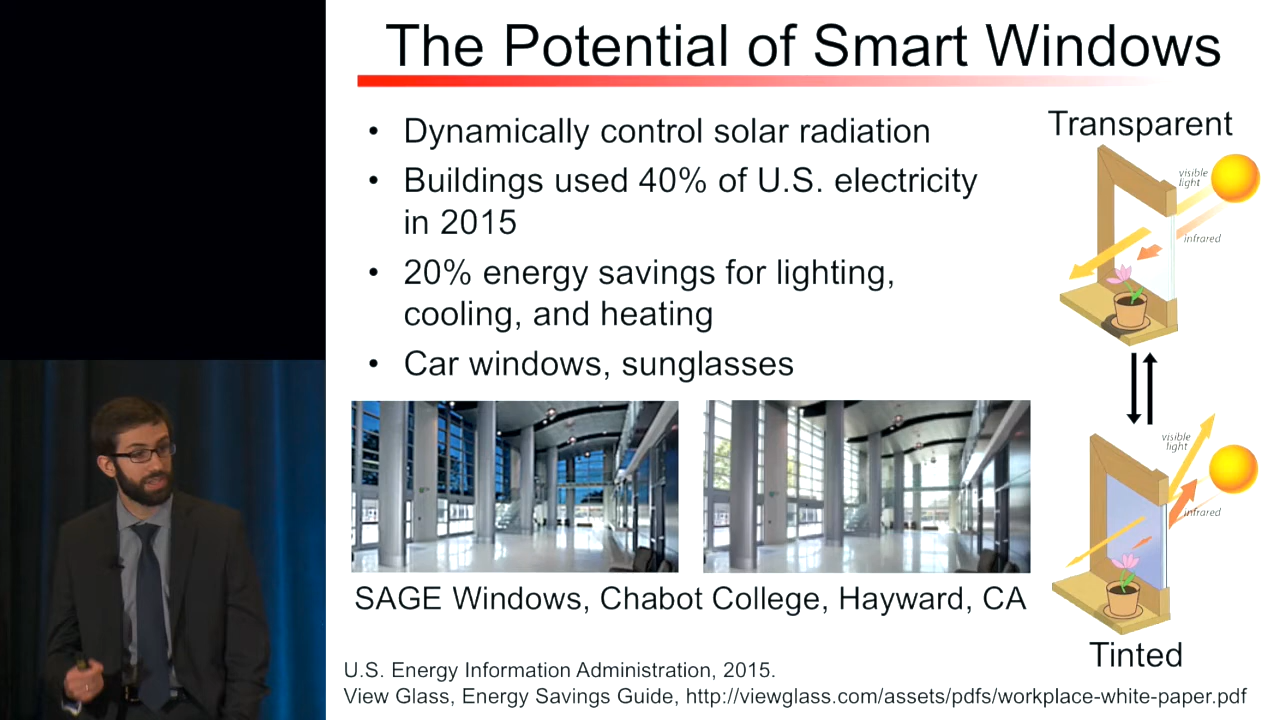 The Potential of Smart Windows
• Dynamically control solar radiation
• Buildings used 40% of U.S. electricity
in 2015
• 20% energy savings for lighting,
cooling, and heating
• Car windows, sunglasses
Transparent
visible
light
infrared
visible
light
infrared
Tinted
SAGE Windows, Chabot College, Hayward, CA
U.S. Energy Information Administration, 2015.
View Glass, Energy Savings Guide, http://viewglass.com/assets/pdfs/workplace-white-paper.pdf